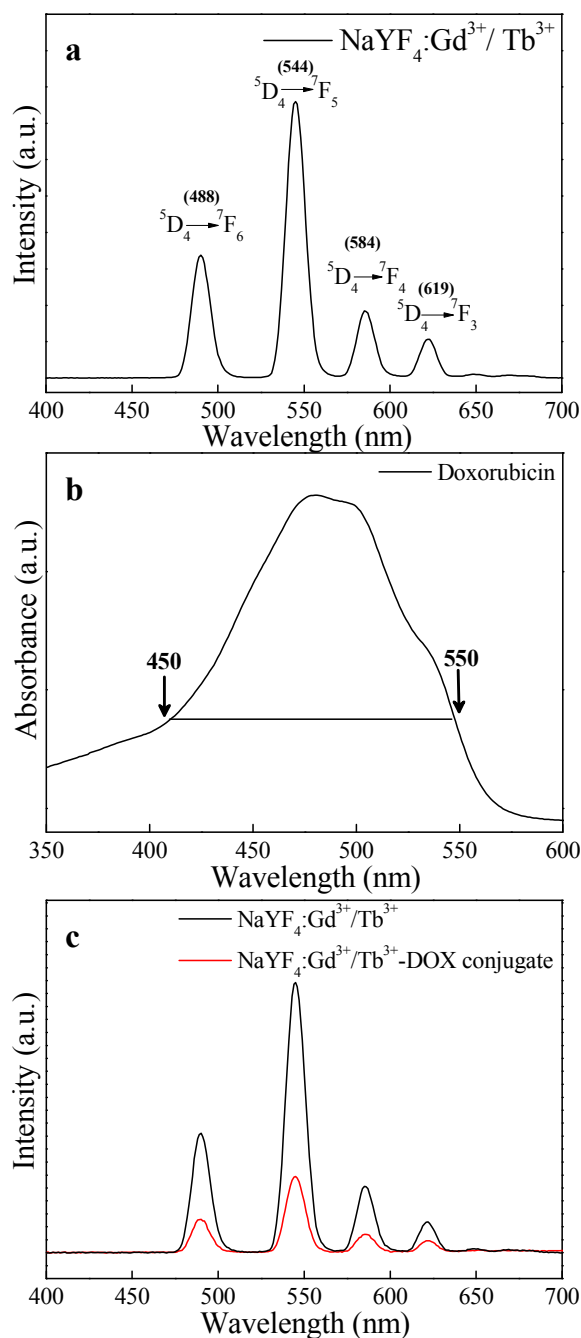 a
NaYF₄:Gd³⁺/ Tb³⁺
(544)
⁵D₄→⁷F₅
(488)
⁵D₄→⁷F₆
(584)
⁵D₄→⁷F₄
(619)
⁵D₄→⁷F₃
Intensity (a.u.)
400 450 500 550 600 650 700
Wavelength (nm)
b
Doxorubicin
450
550
Absorbance (a.u.)
350 400 450 500 550 600
Wavelength (nm)
c
NaYF₄:Gd³⁺/Tb³⁺
NaYF₄:Gd³⁺/Tb³⁺-DOX conjugate
Intensity (a.u.)
400 450 500 550 600 650 700
Wavelength (nm)